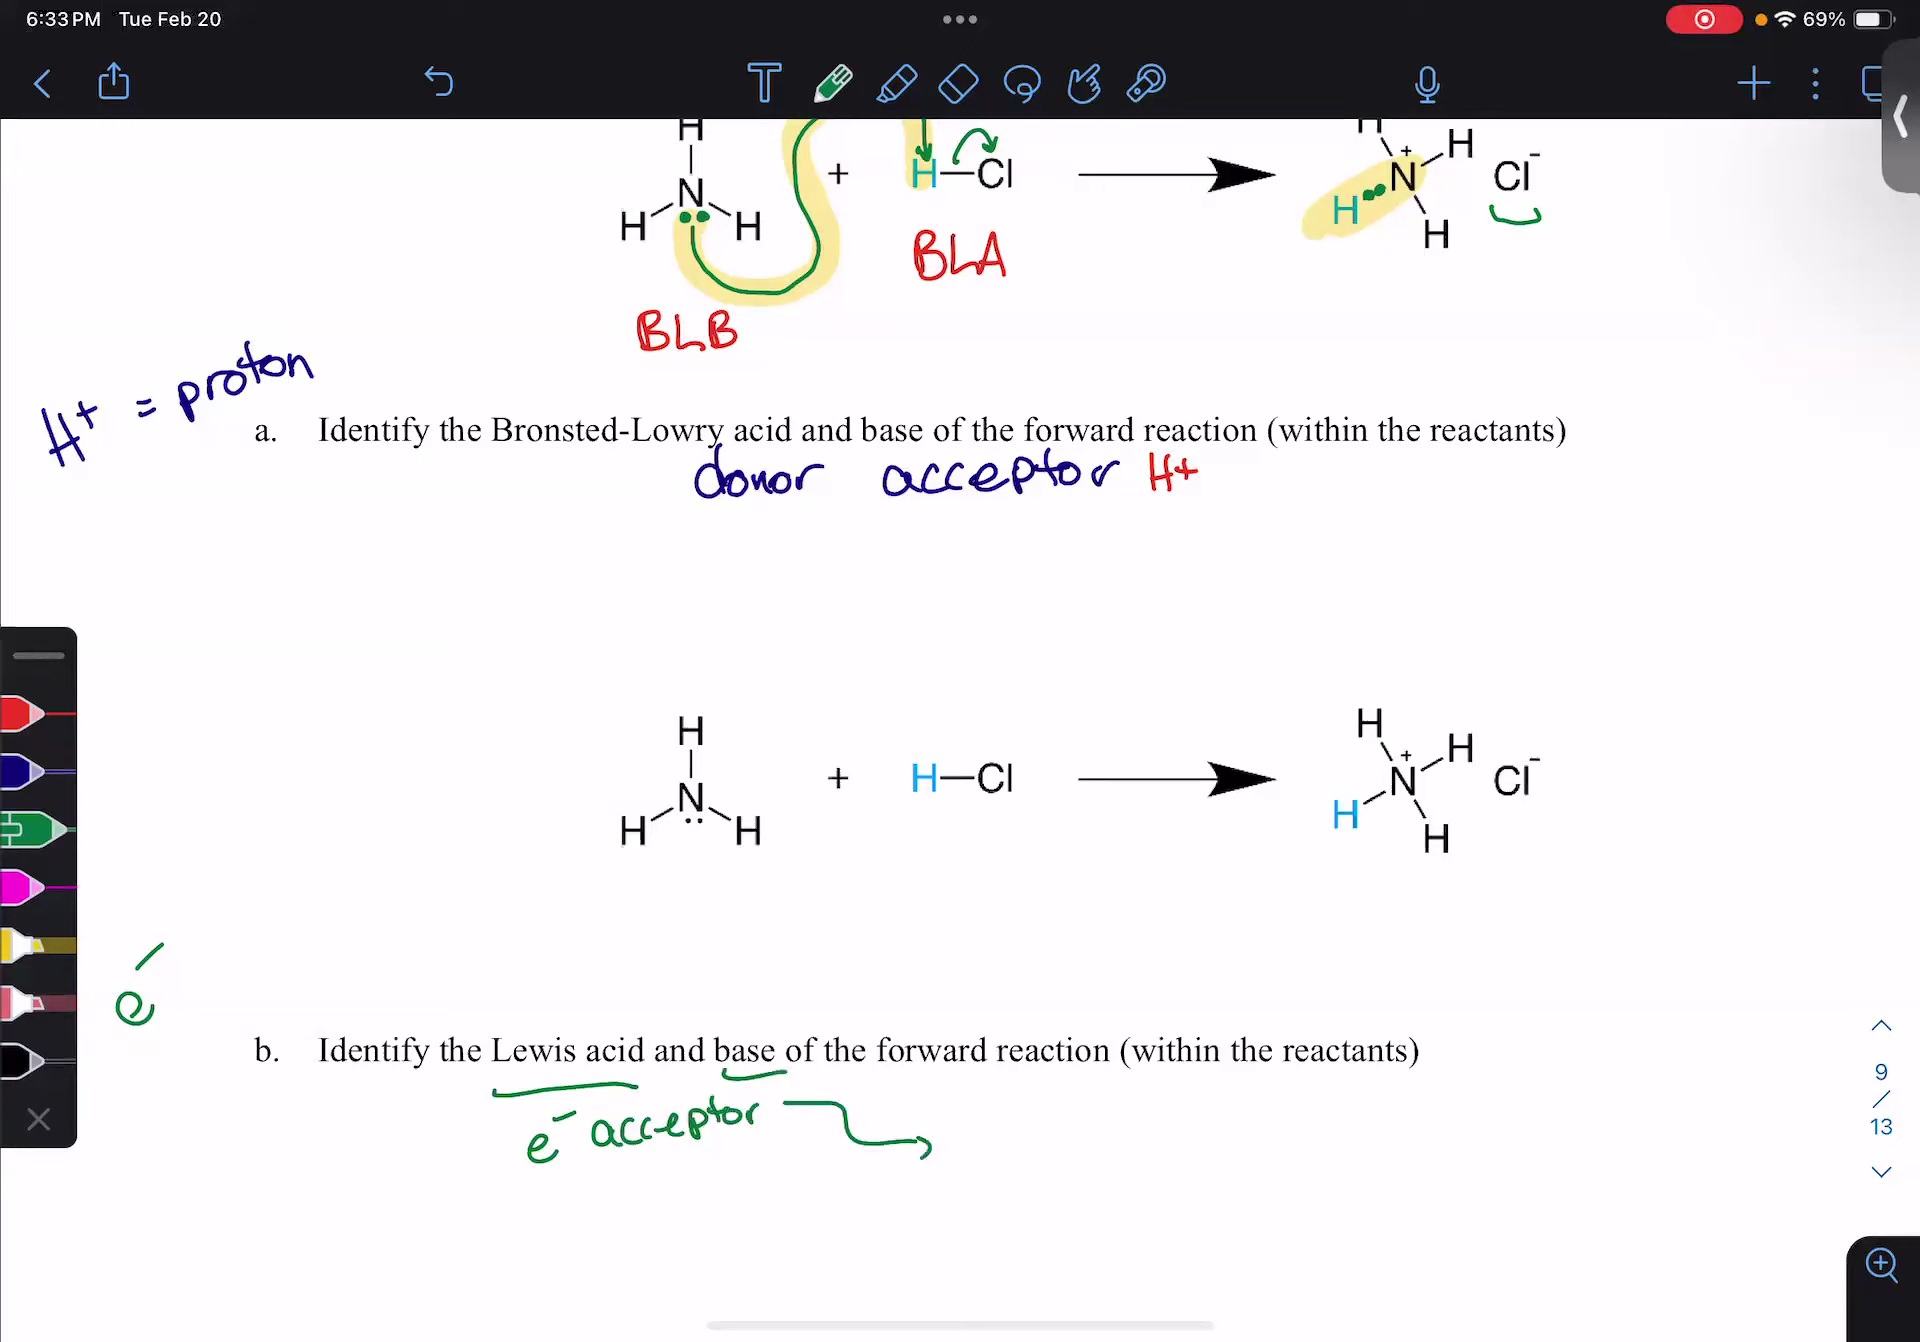 6:33 PM Tue Feb 20 69%
H
N + H—Cl H N + H Cl⁻
H H H H
BLA
BLB
H+ = proton
a. Identify the Bronsted-Lowry acid and base of the forward reaction (within the reactants)
donor acceptor H+
H H
N + H—Cl N + H Cl⁻
H H H H
e⁻
b. Identify the Lewis acid and base of the forward reaction (within the reactants)
e⁻ acceptor
9
/
13